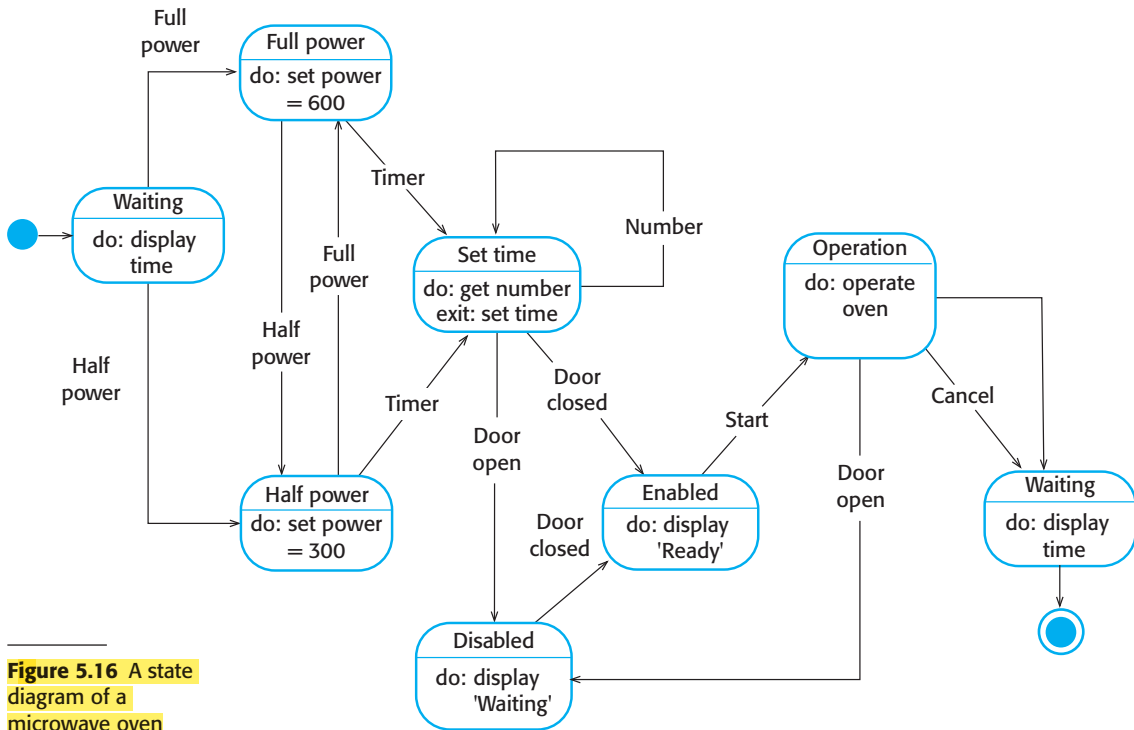 Full
power
Full power
do: set power
= 600
Timer
Number
Waiting
do: display
time
Full
power
Set time
do: get number
exit: set time
Operation
do: operate
oven
Half
power
Half
power
Timer
Door
closed
Door
open
Start
Cancel
Door
open
Half power
do: set power
= 300
Enabled
do: display
'Ready'
Door
closed
Waiting
do: display
time
Disabled
do: display
'Waiting'
Figure 5.16 A state
diagram of a
microwave oven